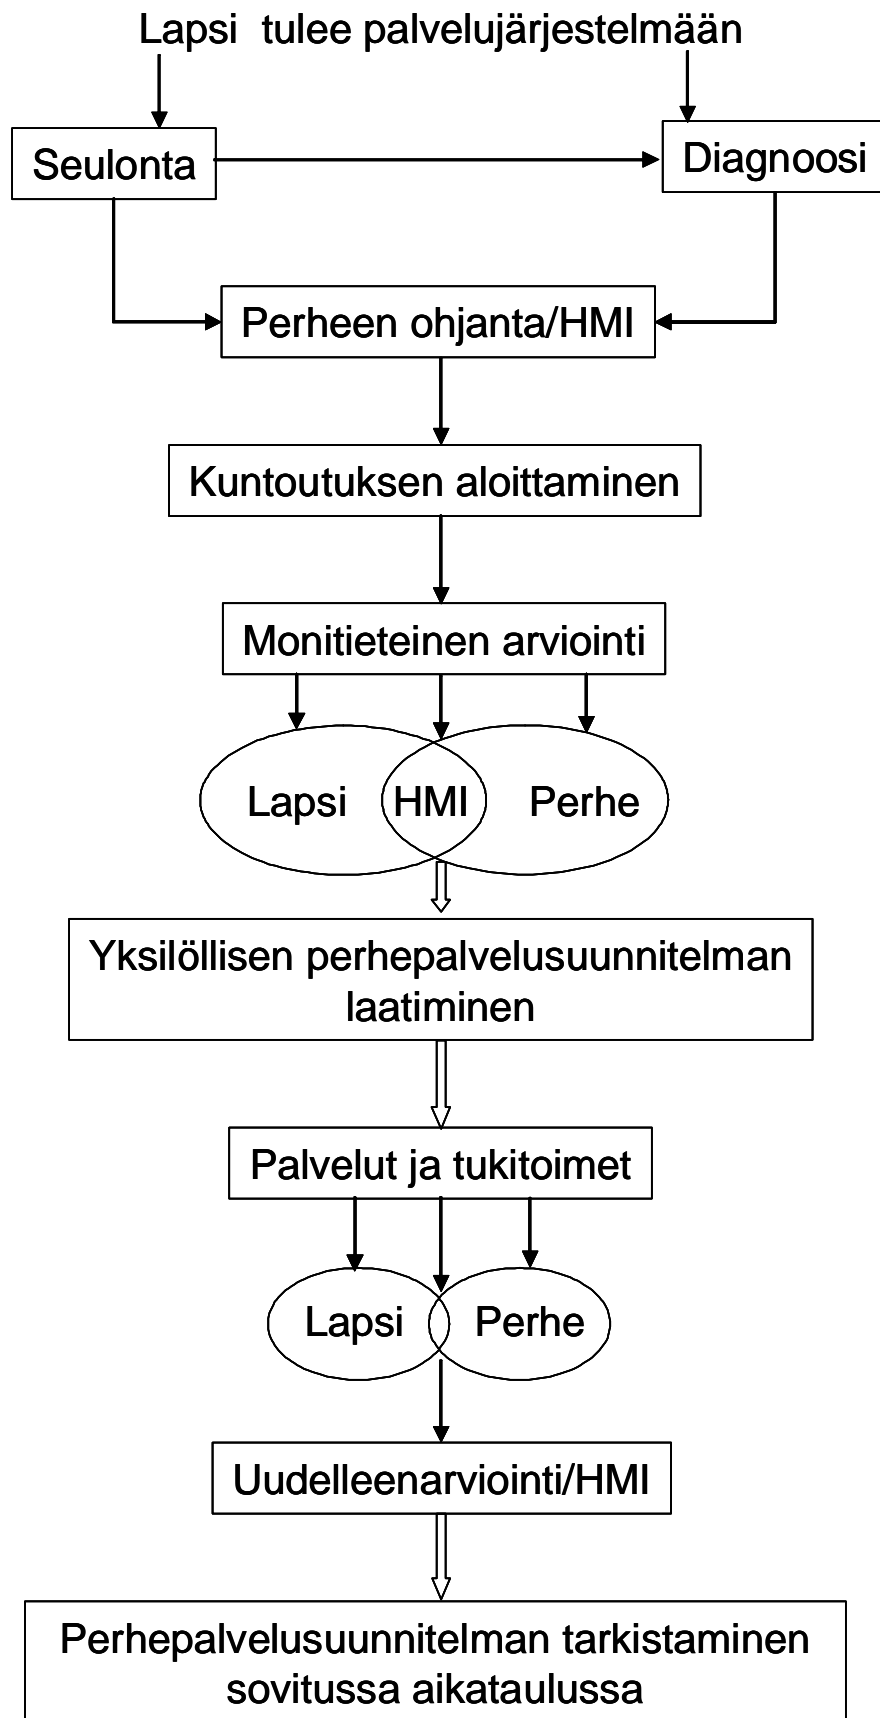 Lapsi tulee palvelujärjestelmään
Seulonta
Diagnoosi
Perheen ohjanta/HMI
Kuntoutuksen aloittaminen
Monitieteinen arviointi
Lapsi HMI Perhe
Yksilöllisen perhepalvelusuunnitelman
laatiminen
Palvelut ja tukitoimet
Lapsi Perhe
Uudelleenarviointi/HMI
Perhepalvelusuunnitelman tarkistaminen
sovitussa aikataulussa